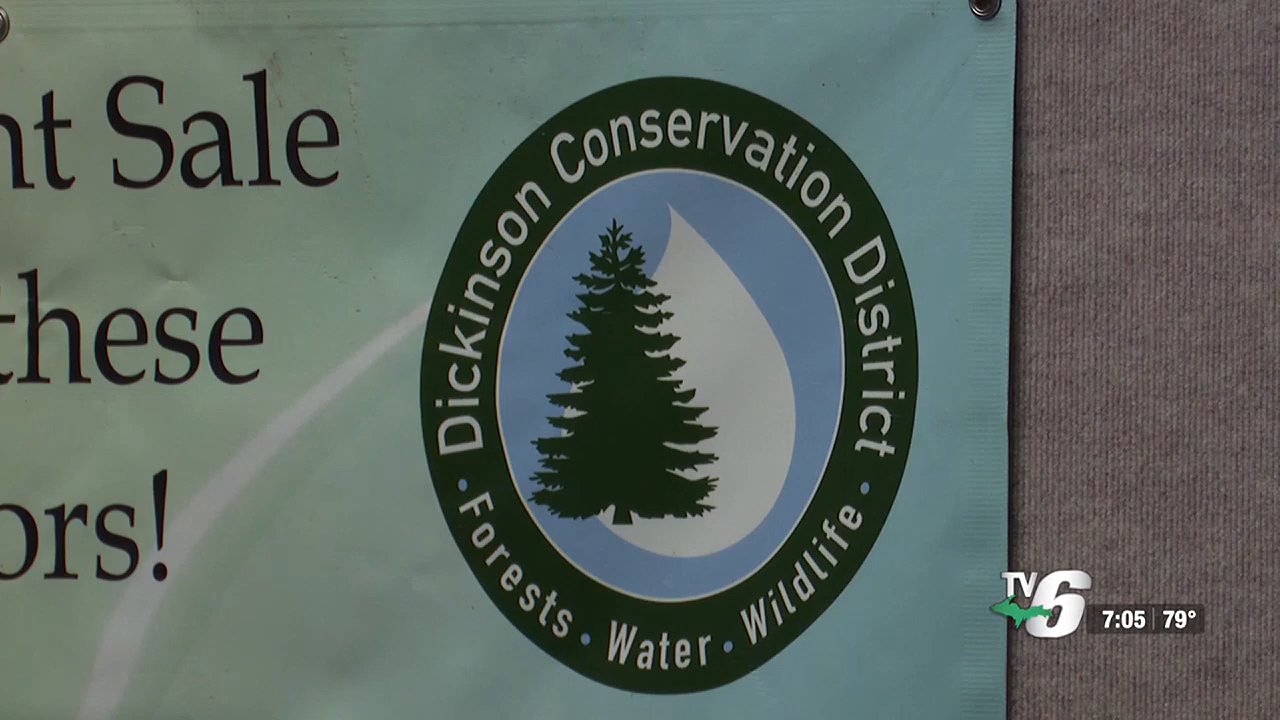 nt Sale
these
ors!
Dickinson Conservation District
• Forests • Water • Wildlife •
TV6
7:05 | 79°